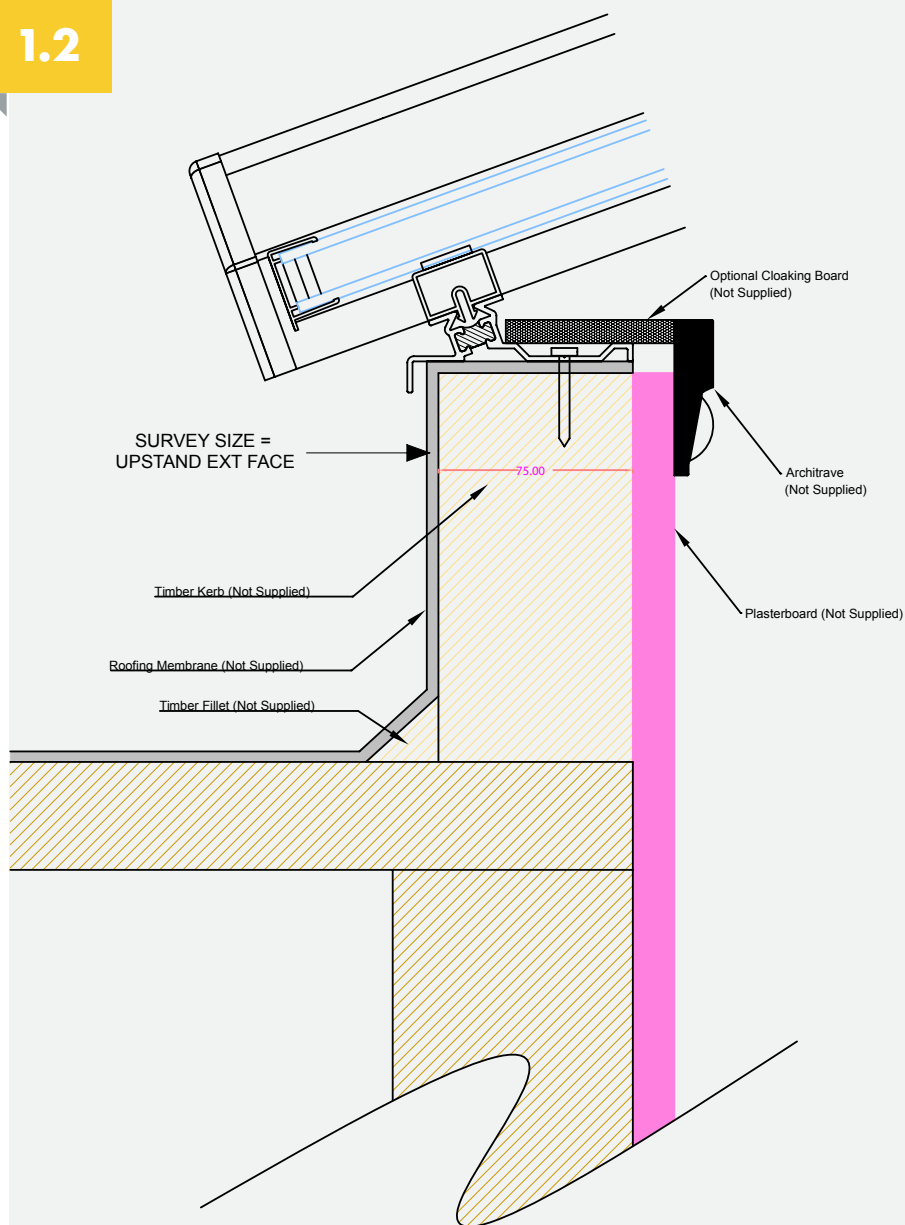 1.2
Optional Cloaking Board
(Not Supplied)
SURVEY SIZE =
UPSTAND EXT FACE
75.00
Architrave
(Not Supplied)
Timber Kerb (Not Supplied)
Plasterboard (Not Supplied)
Roofing Membrane (Not Supplied)
Timber Fillet (Not Supplied)